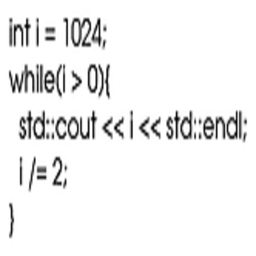 int i = 1024;
while(i > 0){
std::cout << i << std::endl;
i /= 2;
}